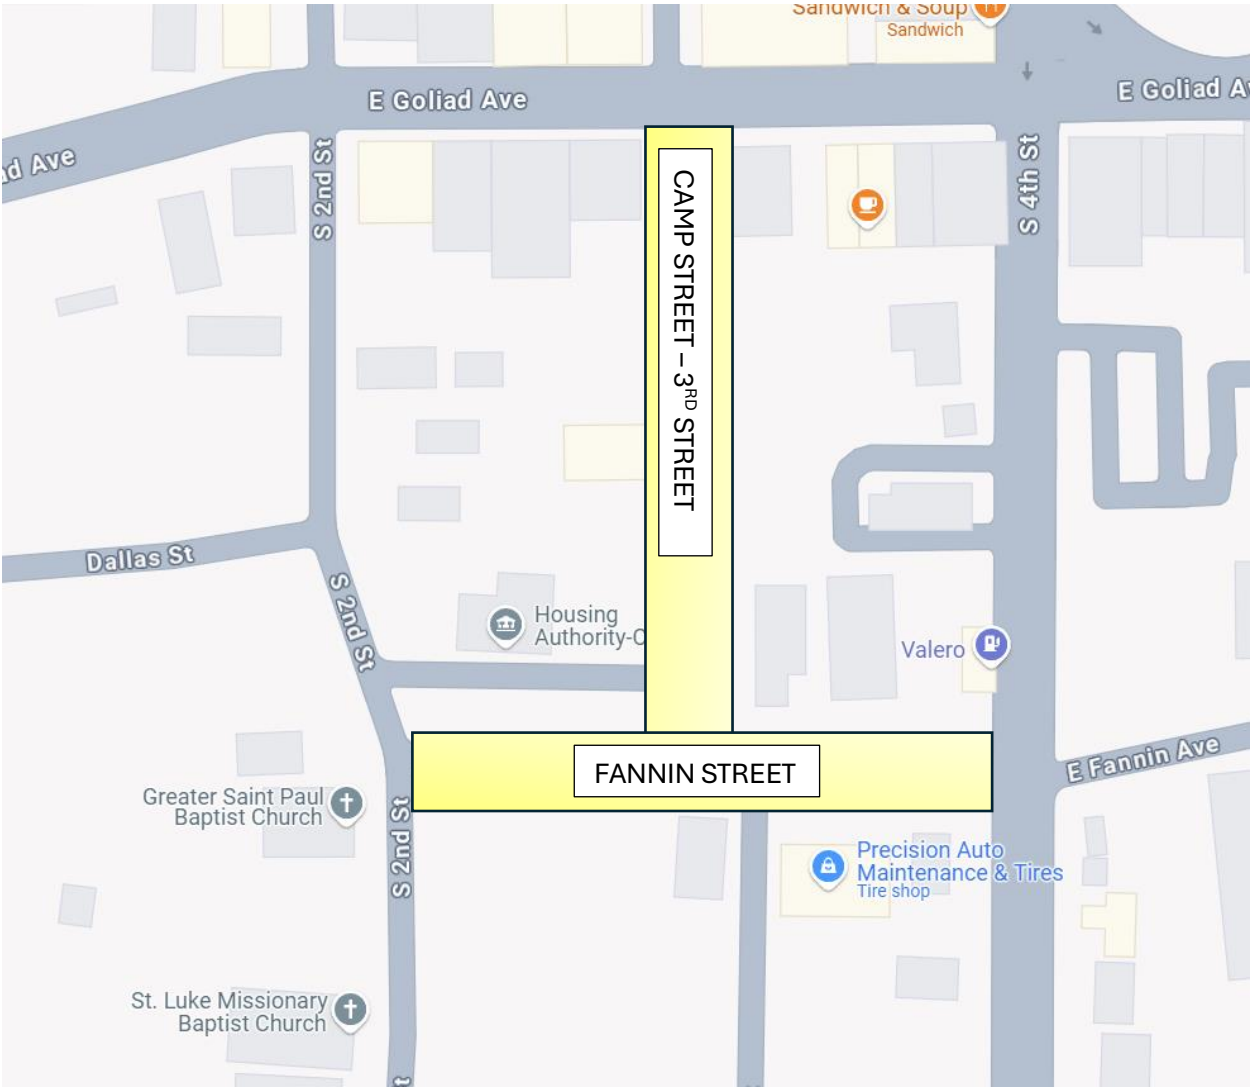 Sandwich & Soup
Sandwich
E Goliad Ave
E Goliad A
ad Ave
S 2nd St
S 4th St
CAMP STREET – 3RD STREET
Dallas St
S 2nd St
Housing
Authority-C
Valero
FANNIN STREET
E Fannin Ave
Greater Saint Paul
Baptist Church
S 2nd St
Precision Auto
Maintenance & Tires
Tire shop
St. Luke Missionary
Baptist Church
t